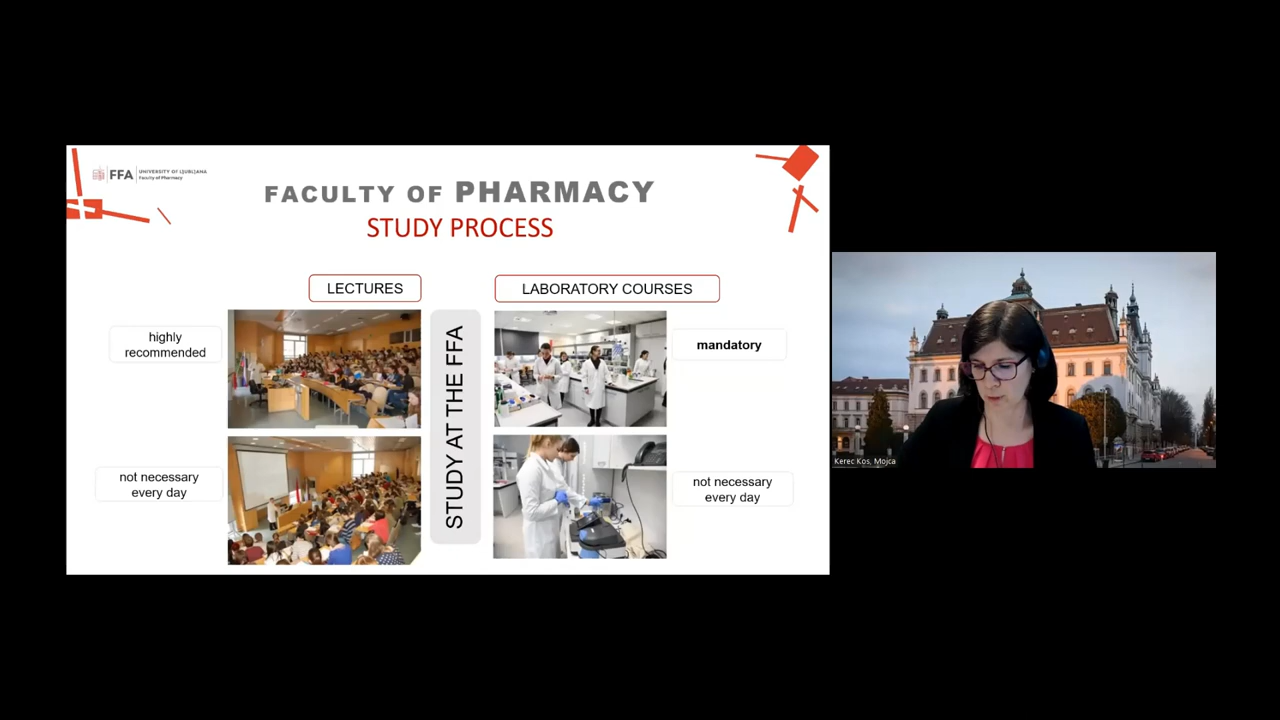 FFA
UNIVERSITY OF LJUBLJANA
Faculty of Pharmacy
FACULTY OF PHARMACY
STUDY PROCESS
LECTURES
LABORATORY COURSES
highly
recommended
mandatory
STUDY AT THE FFA
not necessary
every day
not necessary
every day
Kerec Kos, Mojca